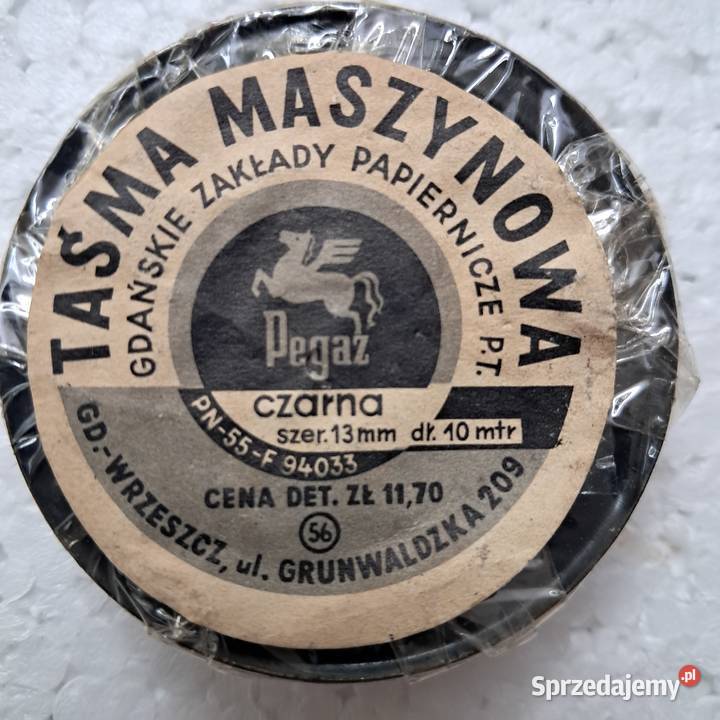 TAŚMA MASZYNOWA
GDAŃSKIE ZAKŁADY PAPIERNICZE P.T.
Pegaz
czarna
szer. 13 mm dł. 10 mtr
PN-55-F 94033
CENA DET. ZŁ 11,70
56
GD.-WRZESZCZ, ul. GRUNWALDZKA 209
Sprzedajemy.pl